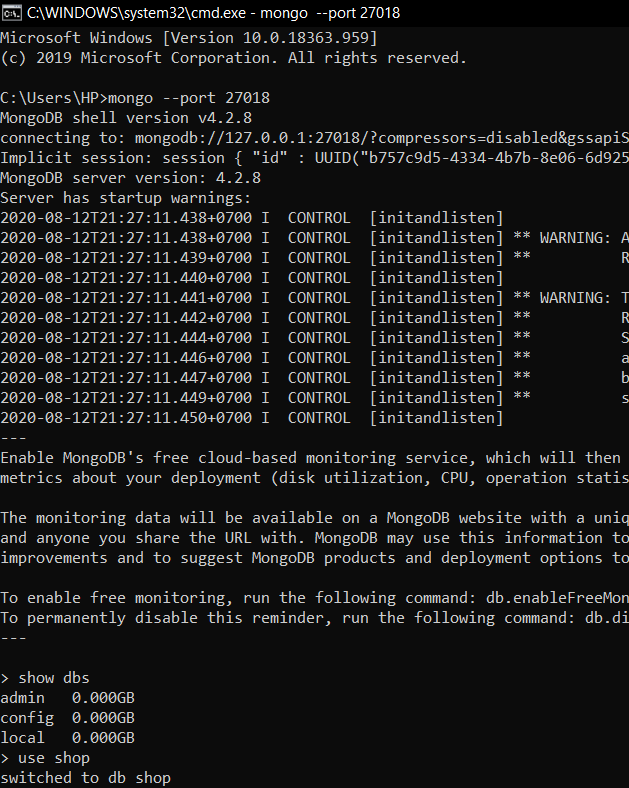 C:\WINDOWS\system32\cmd.exe - mongo  --port 27018
Microsoft Windows [Version 10.0.18363.959]
(c) 2019 Microsoft Corporation. All rights reserved.
C:\Users\HP>mongo --port 27018
MongoDB shell version v4.2.8
connecting to: mongodb://127.0.0.1:27018/?compressors=disabled&gssapiS
Implicit session: session { "id" : UUID("b757c9d5-4334-4b7b-8e06-6d925
MongoDB server version: 4.2.8
Server has startup warnings:
2020-08-12T21:27:11.438+0700 I  CONTROL  [initandlisten]
2020-08-12T21:27:11.438+0700 I  CONTROL  [initandlisten] ** WARNING: A
2020-08-12T21:27:11.439+0700 I  CONTROL  [initandlisten] **          R
2020-08-12T21:27:11.440+0700 I  CONTROL  [initandlisten]
2020-08-12T21:27:11.441+0700 I  CONTROL  [initandlisten] ** WARNING: T
2020-08-12T21:27:11.442+0700 I  CONTROL  [initandlisten] **          R
2020-08-12T21:27:11.444+0700 I  CONTROL  [initandlisten] **          S
2020-08-12T21:27:11.446+0700 I  CONTROL  [initandlisten] **          a
2020-08-12T21:27:11.447+0700 I  CONTROL  [initandlisten] **          b
2020-08-12T21:27:11.449+0700 I  CONTROL  [initandlisten] **          s
2020-08-12T21:27:11.450+0700 I  CONTROL  [initandlisten]
---
Enable MongoDB's free cloud-based monitoring service, which will then
metrics about your deployment (disk utilization, CPU, operation statis
The monitoring data will be available on a MongoDB website with a uniq
and anyone you share the URL with. MongoDB may use this information to
improvements and to suggest MongoDB products and deployment options to
To enable free monitoring, run the following command: db.enableFreeMon
To permanently disable this reminder, run the following command: db.di
---
> show dbs
admin   0.000GB
config  0.000GB
local   0.000GB
> use shop
switched to db shop